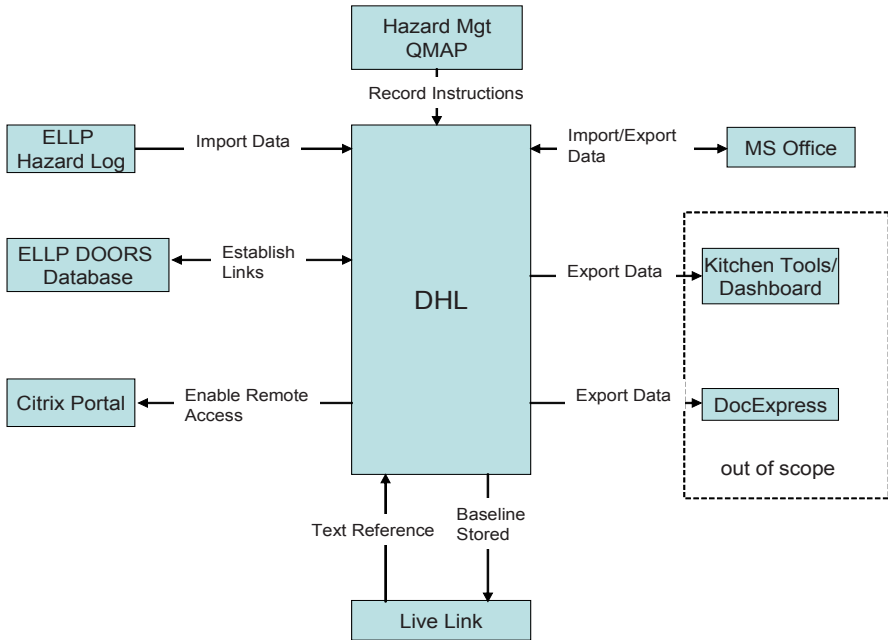 Hazard Mgt
QMAP
Record Instructions
ELLP
Hazard Log
Import Data
Import/Export
Data
MS Office
ELLP DOORS
Database
Establish
Links
DHL
Export Data
Kitchen Tools/
Dashboard
Citrix Portal
Enable Remote
Access
Export Data
DocExpress
out of scope
Text Reference
Baseline
Stored
Live Link